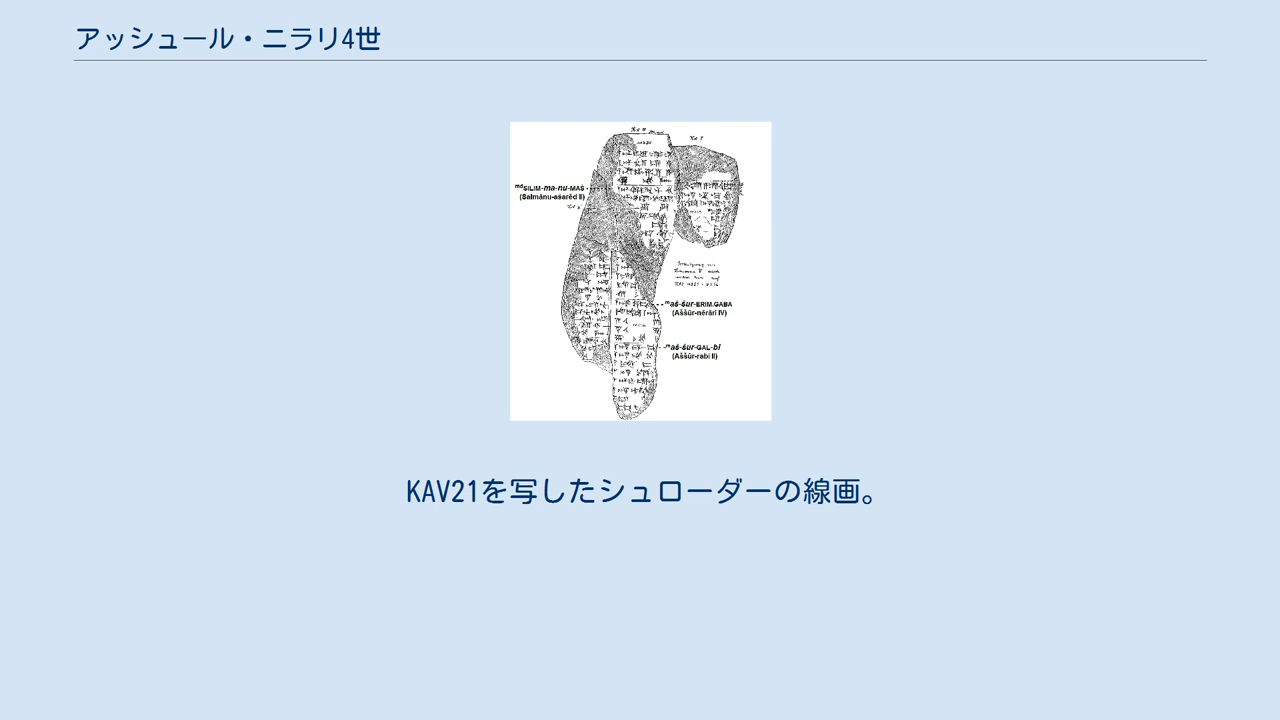 アッシュール・ニラリ4世
mdSILIM-ma-nu-MAŠ
(Salmānu-ašarēd II)
maš-šur-ERIM.GABA
(Aššūr-nērārī IV)
maš-šur-GAL-bi
(Aššūr-rabi II)
KAV21を写したシュローダーの線画。